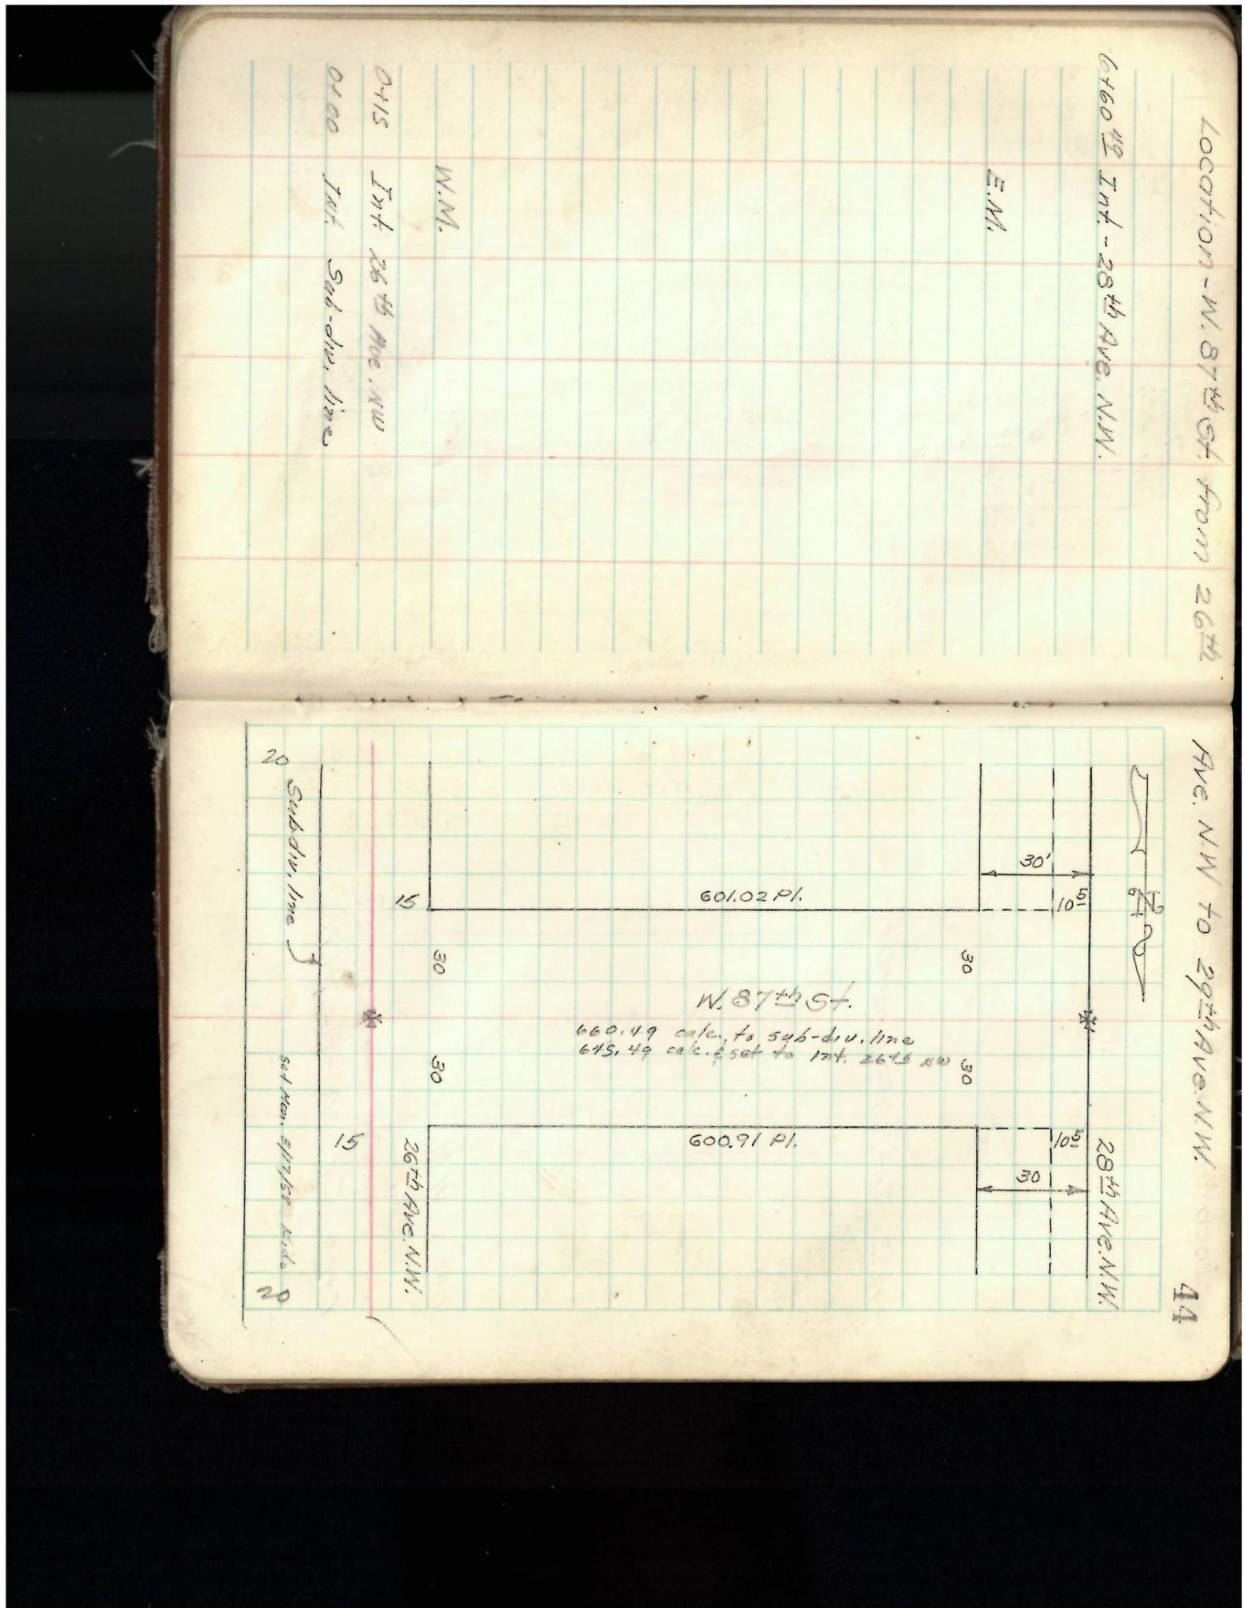 Location - W. 87th St. from 26th
6+60 49 Int. - 28th Ave. N.W.
E.M.
W.M.
0+15 Int. 26th Ave. NW
0+00 Int. Sub-div. line
Ave. N.W to 29th Ave. N.W.
44
28th Ave. N.W.
30'
10 5
10 5
30
601.02 Pl.
30
30
W. 87th St.
660.49 calc. to sub-div. line
645.49 calc. & set to int. 26th NW
600.91 Pl.
30
30
15
26th Ave. N.W.
15
Subdiv. line
20
20